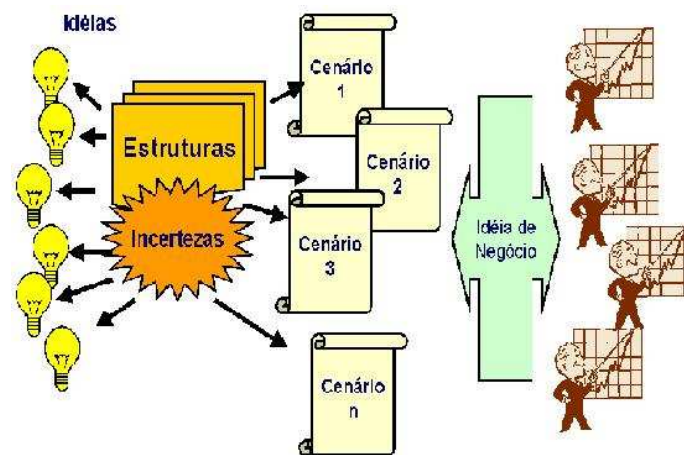 Idéias
Estruturas
Incertezas
Cenário
1
Cenário
2
Cenário
3
Cenário
n
Idéia de
Negócio